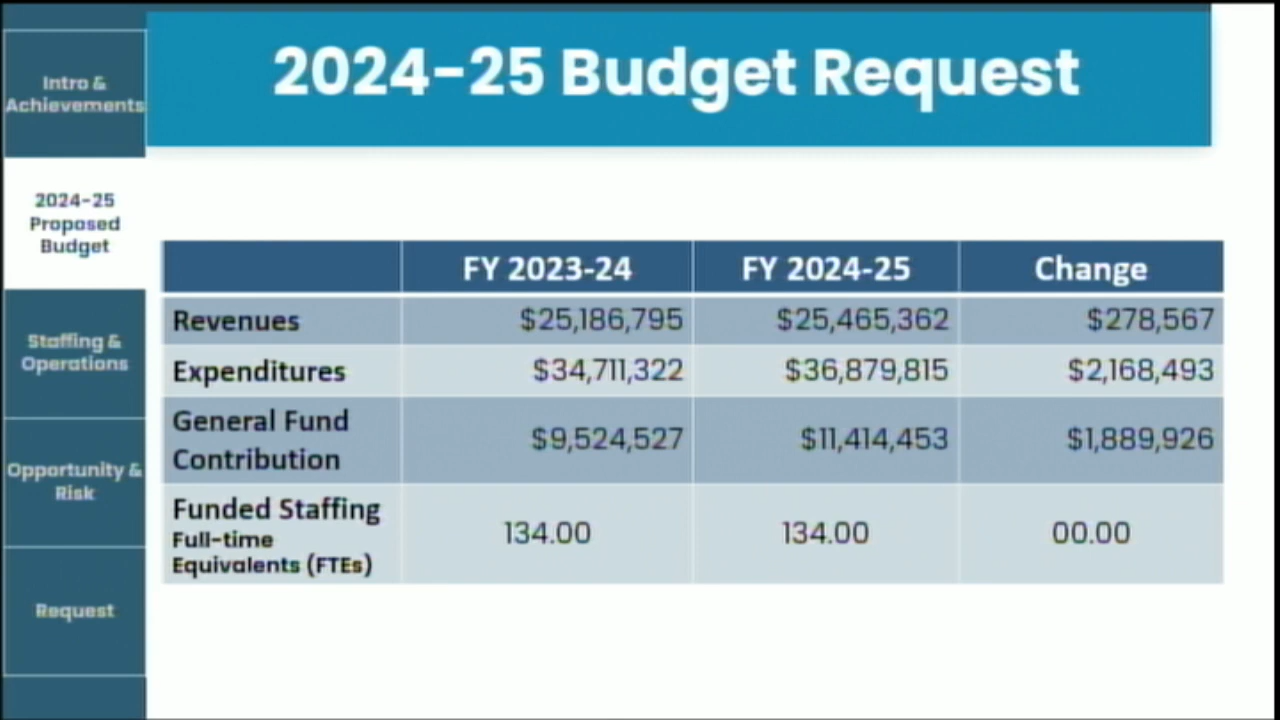 2024-25 Budget Request
Intro &
Achievements
2024-25
Proposed
Budget
Staffing &
Operations
Opportunity &
Risk
Request
FY 2023-24 FY 2024-25 Change
Revenues $25,186,795 $25,465,362 $278,567
Expenditures $34,711,322 $36,879,815 $2,168,493
General Fund
Contribution $9,524,527 $11,414,453 $1,889,926
Funded Staffing
Full-time
Equivalents (FTEs) 134.00 134.00 00.00